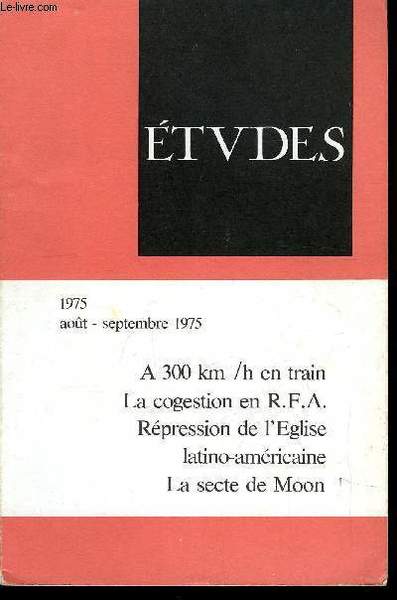 Le-livre.com
ÉTVDES
1975
août - septembre 1975
A 300 km /h en train
La cogestion en R.F.A.
Répression de l'Eglise
latino-américaine
La secte de Moon